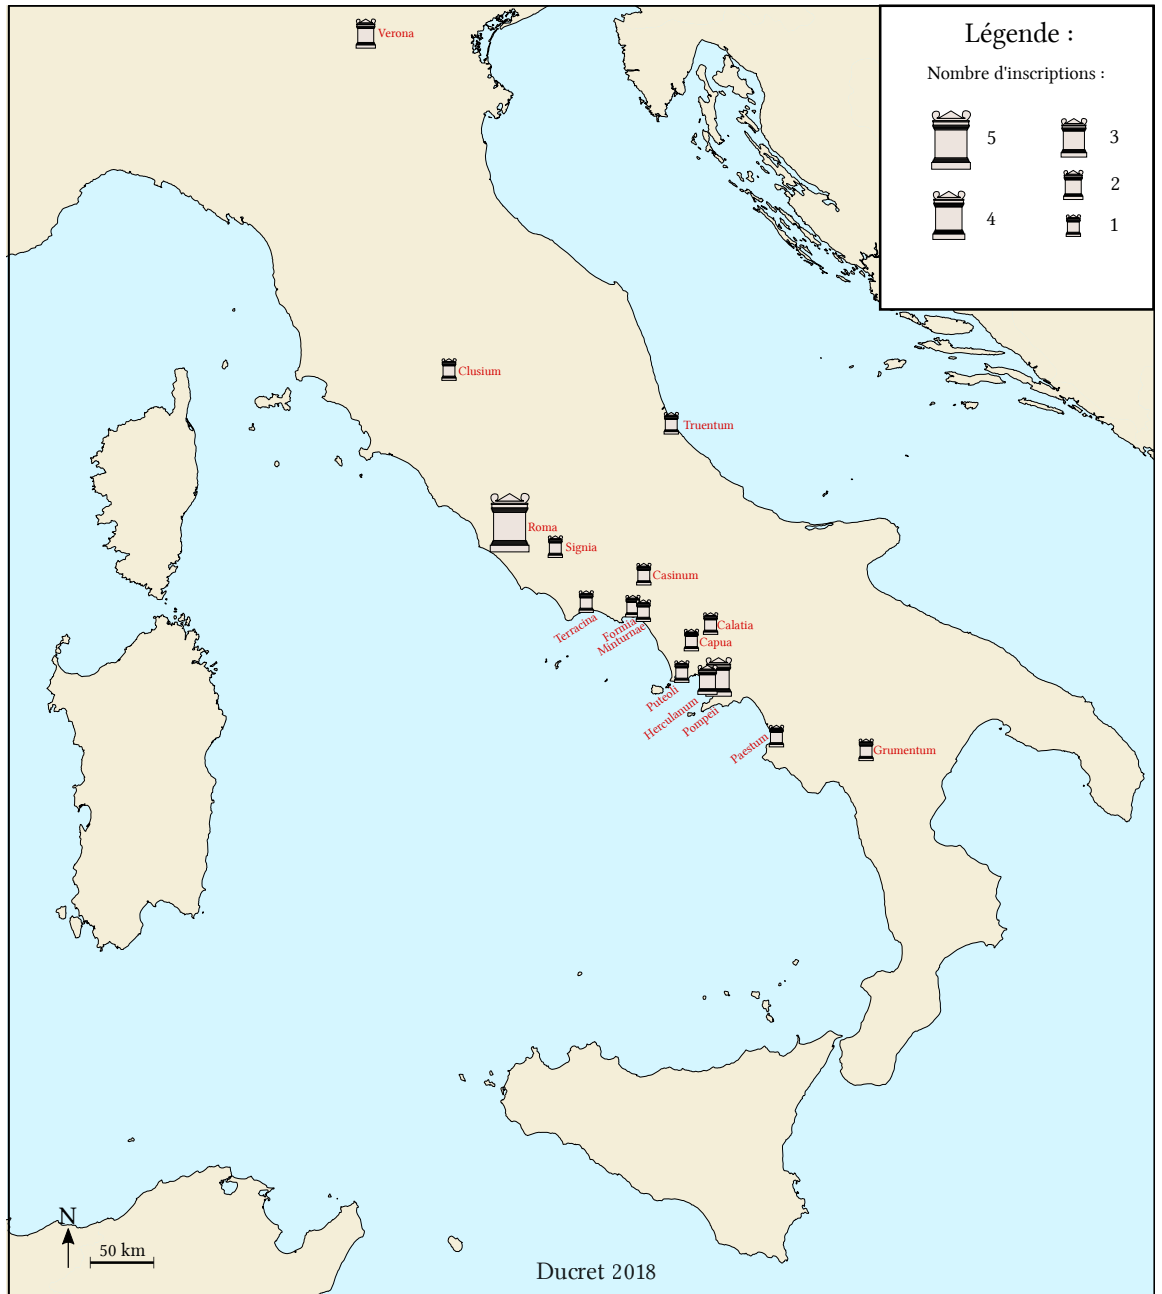 Légende :
Nombre d'inscriptions :
5
3
2
4
1
Verona
Clusium
Truentum
Roma
Signia
Casinum
Terracina
Formia
Minturnae
Calatia
Capua
Puteoli
Herculanum
Pompeii
Paestum
Grumentum
N
50 km
Ducret 2018